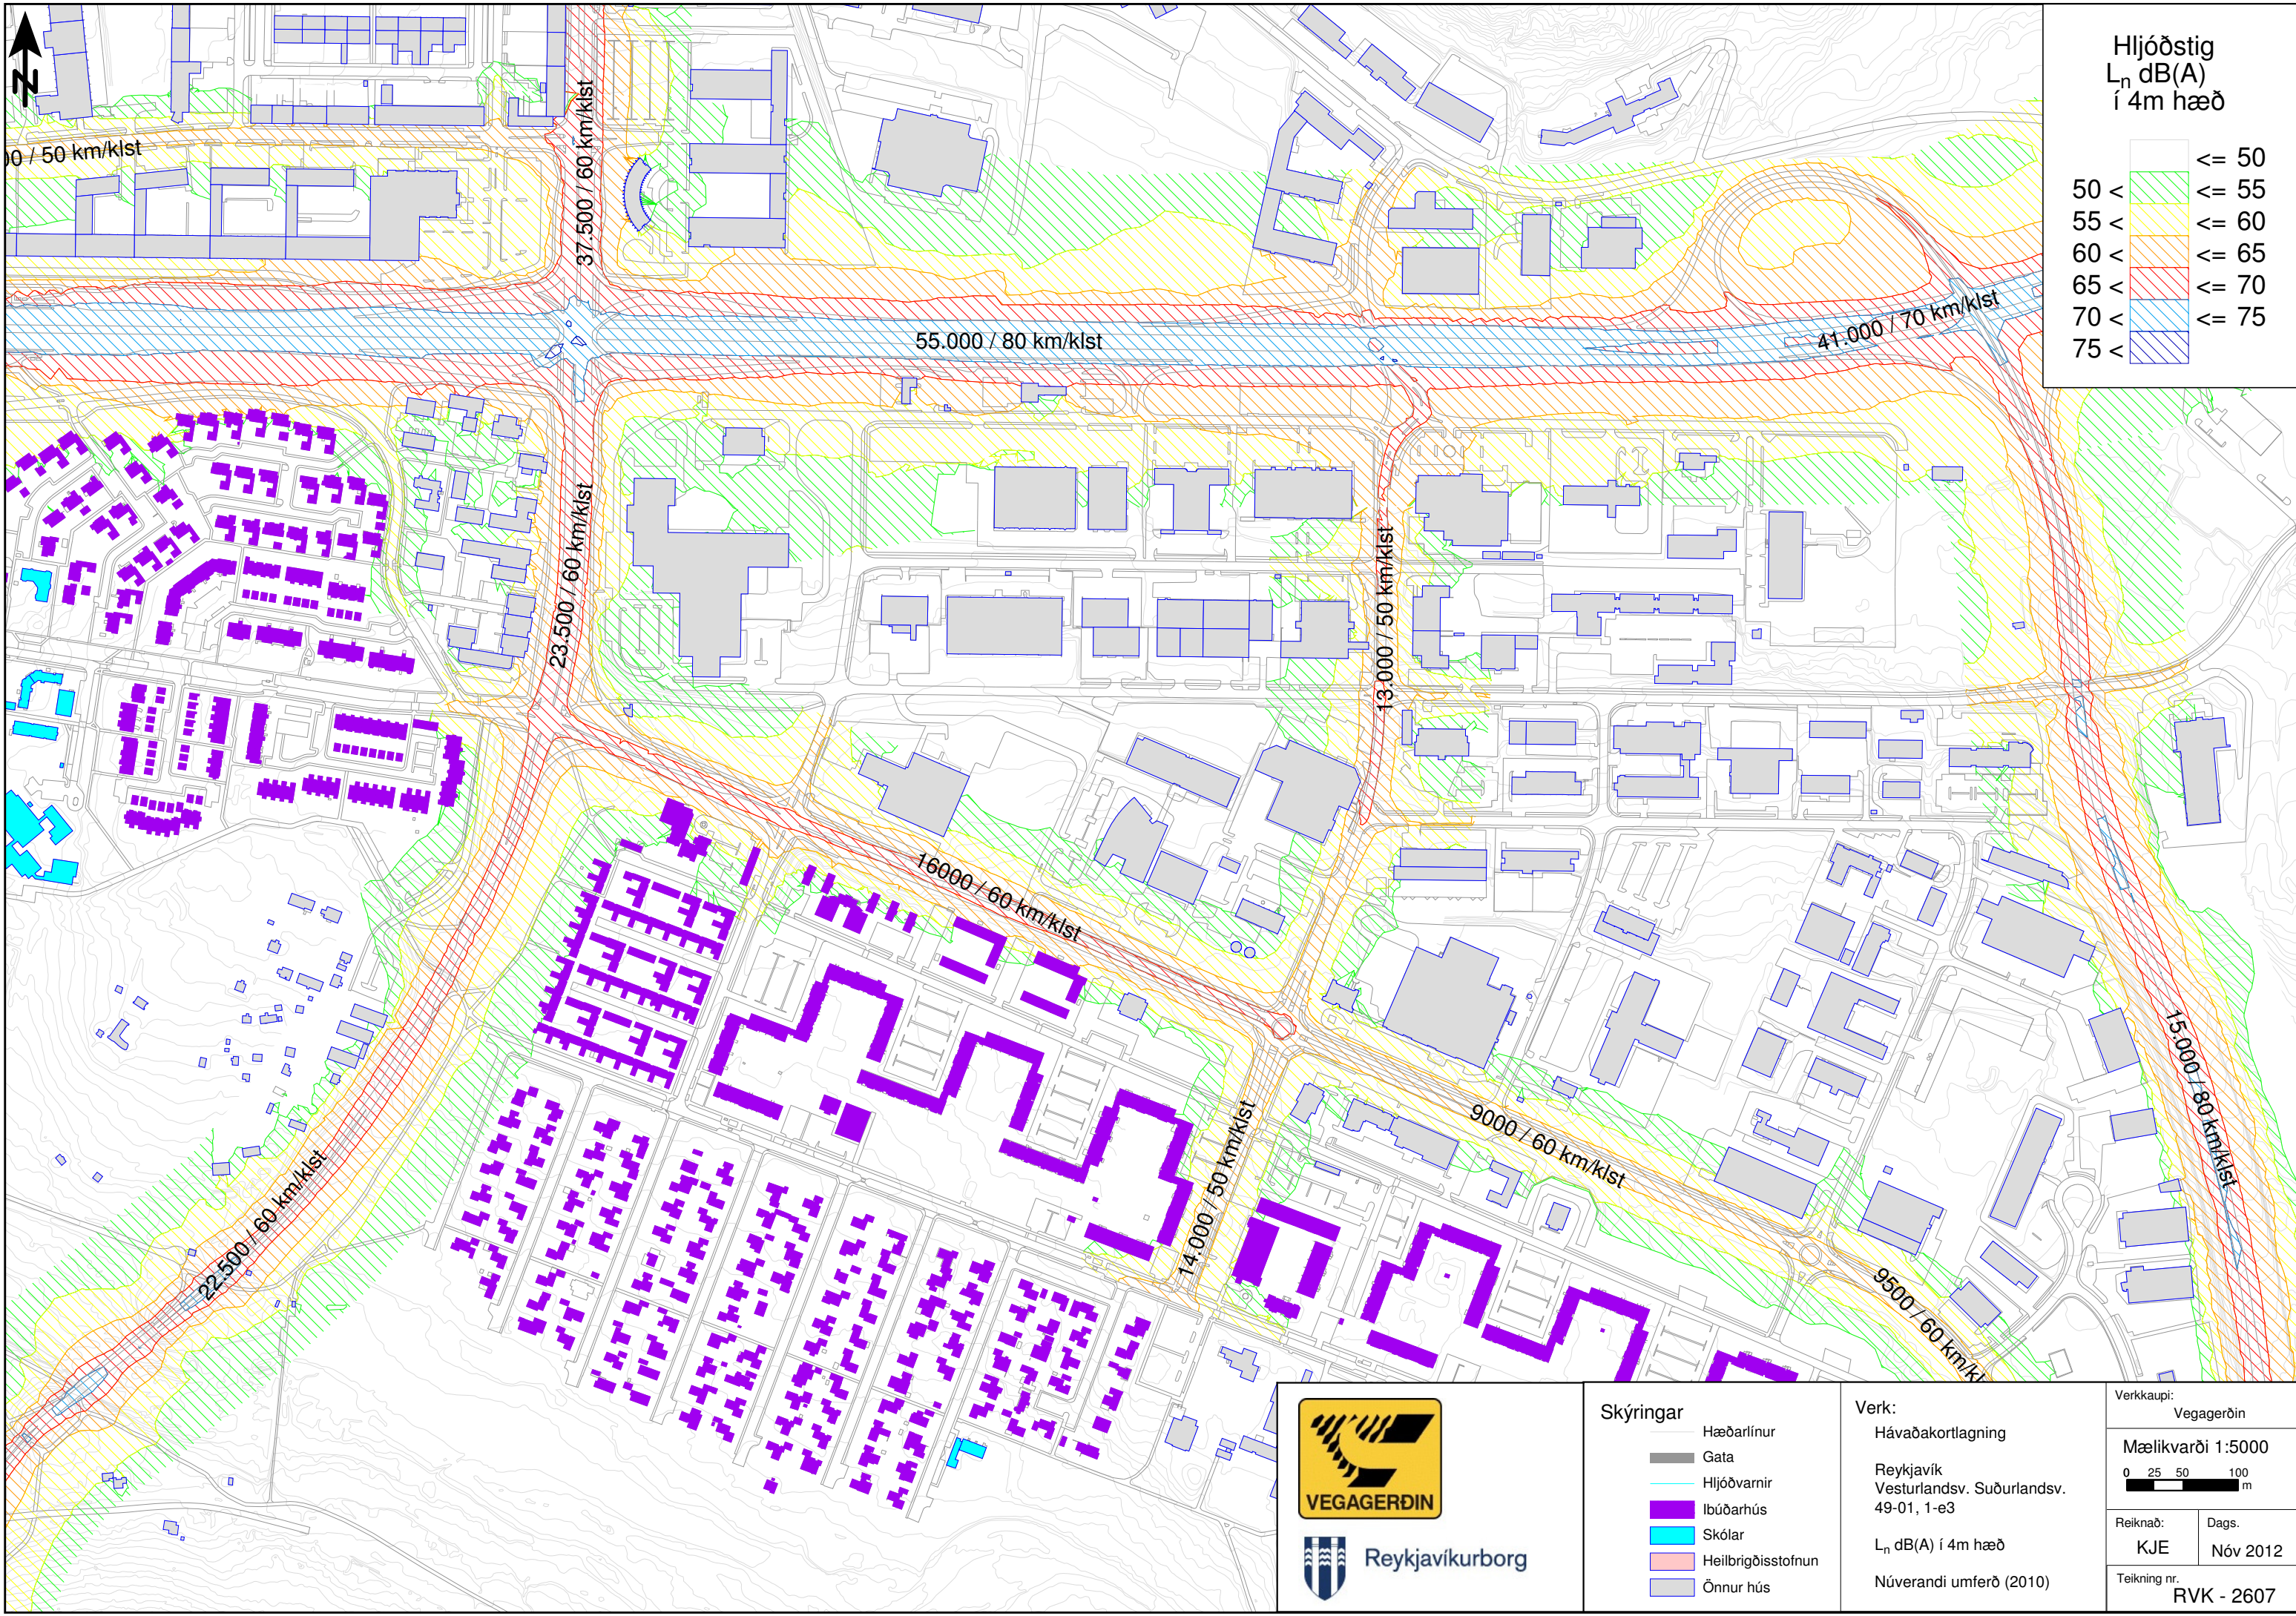 N
Hljóðstig
Ln dB(A)
í 4m hæð
<= 50
50 < <= 55
55 < <= 60
60 < <= 65
65 < <= 70
70 < <= 75
75 <
00 / 50 km/klst
37.500 / 60 km/klst
55.000 / 80 km/klst
41.000 / 70 km/klst
23.500 / 60 km/klst
13.000 / 50 km/klst
16000 / 60 km/klst
15.000 / 80 km/klst
9000 / 60 km/klst
14.000 / 50 km/klst
22.500 / 60 km/klst
9500 / 60 km/kl
VEGAGERÐIN
Reykjavíkurborg
Skýringar
Hæðarlínur
Gata
Hljóðvarnir
Ibúðarhús
Skólar
Heilbrigðisstofnun
Önnur hús
Verk:
Hávaðakortlagning
Reykjavík
Vesturlandsv. Suðurlandsv.
49-01, 1-e3
Ln dB(A) í 4m hæð
Núverandi umferð (2010)
Verkkaupi:
Vegagerðin
Mælikvarði 1:5000
0 25 50 100
m
Reiknað:
KJE
Dags.
Nóv 2012
Teikning nr.
RVK - 2607